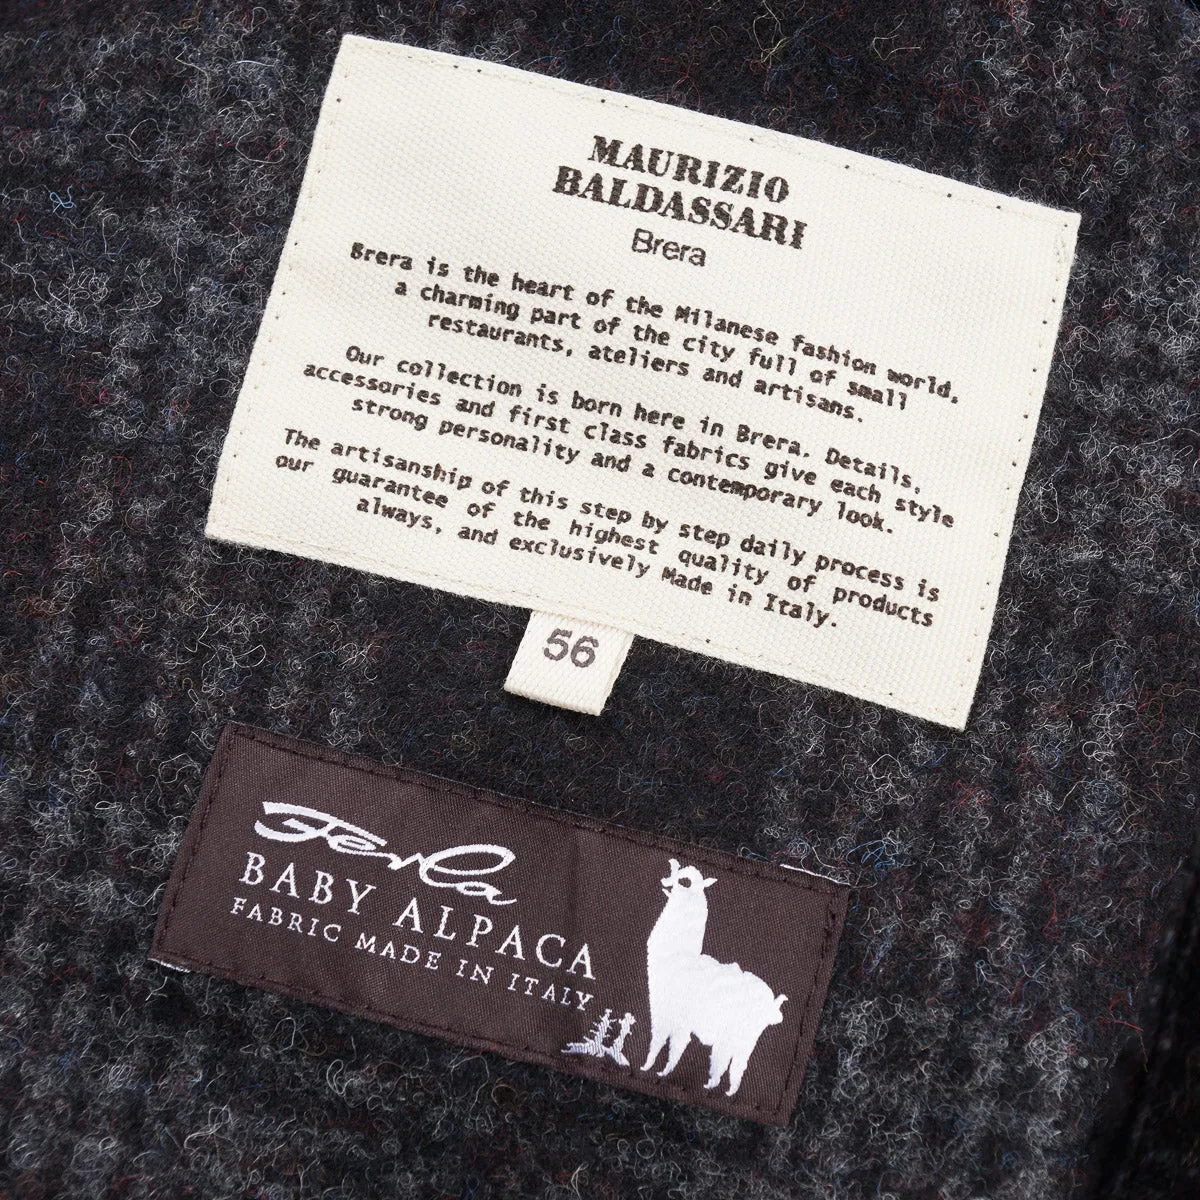 MAURIZIO
BALDASSARI
Brera
Brera is the heart of the Milanese fashion world,
a charming part of the city full of small
restaurants, ateliers and artisans.
Our collection is born here in Brera. Details,
accessories and first class fabrics give each style
strong personality and a contemporary look.
The artisanship of this step by step daily process is
our guarantee of the highest quality of products
always, and exclusively Made in Italy.
56
Ferla
BABY ALPACA
FABRIC MADE IN ITALY